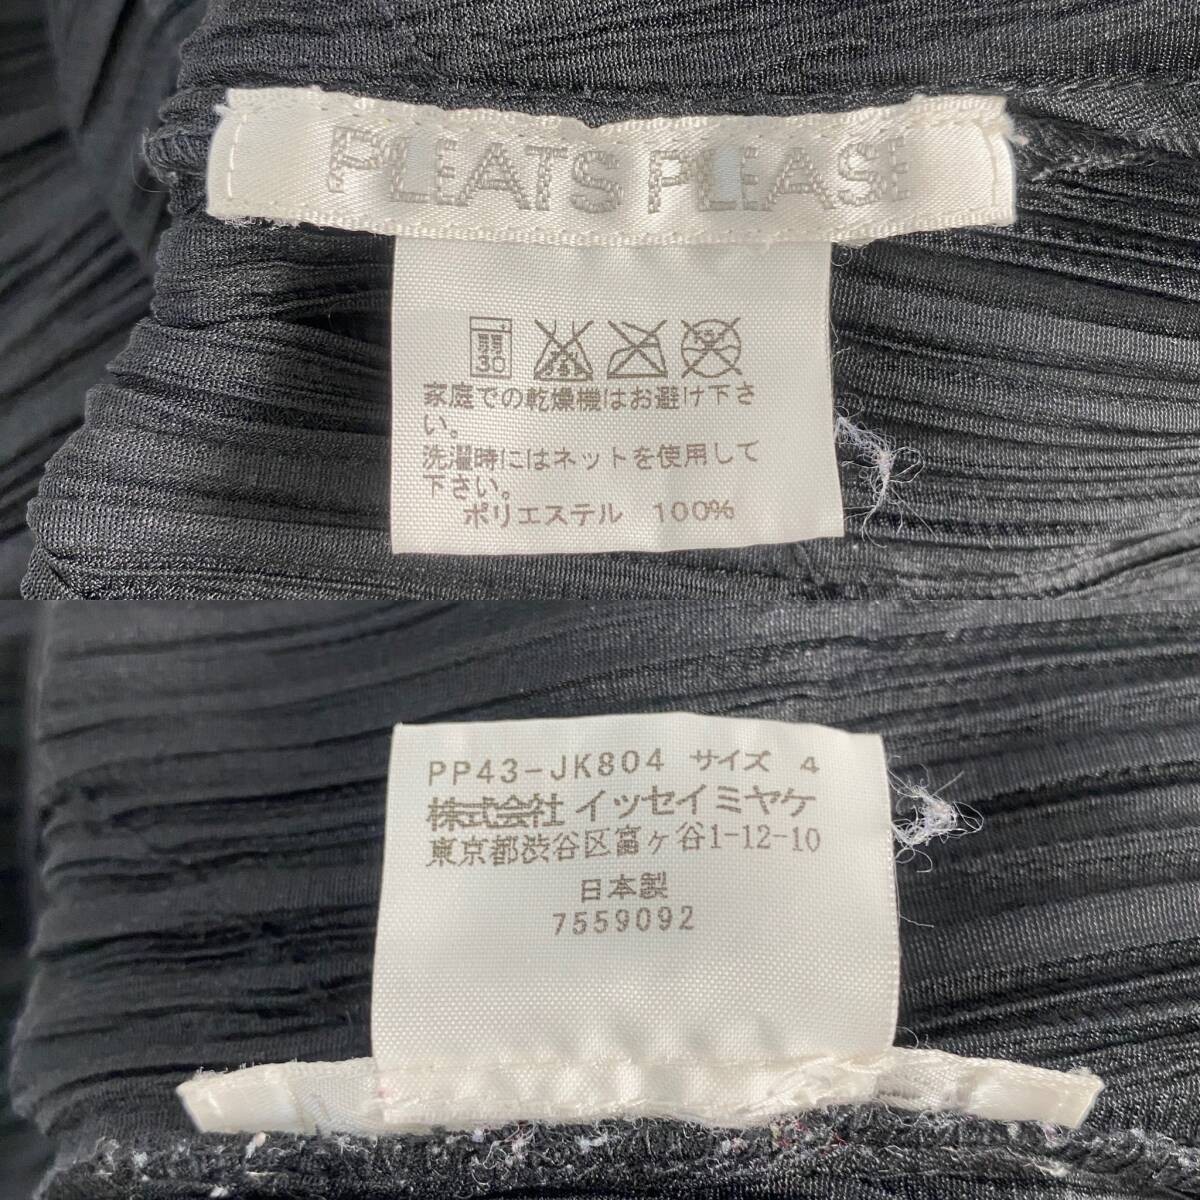 PLEATS PLEASE
弱
30
家庭での乾燥機はお避け下さ
い。
洗濯時にはネットを使用して
下さい。
ポリエステル 100%
PP43-JK804 サイズ 4
株式会社 イッセイミヤケ
東京都渋谷区富ヶ谷1-12-10
日本製
7559092